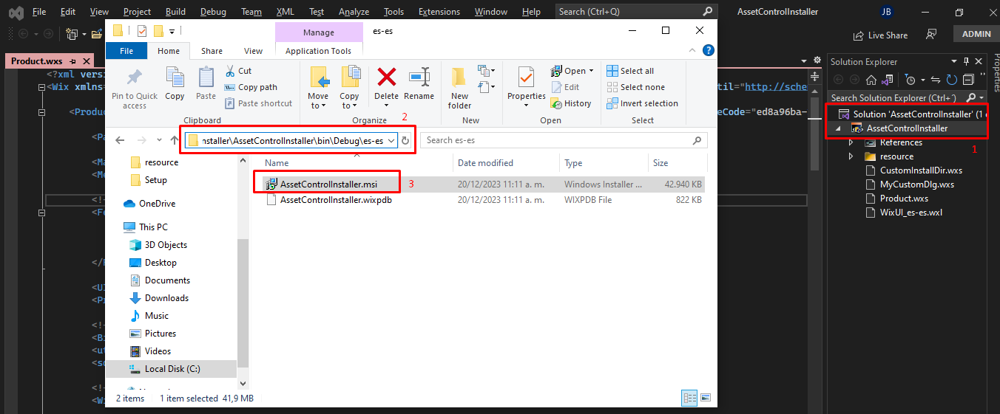 File Edit View Project Build Debug Team XML Test Analyze Tools Extensions Window Help Search (Ctrl+Q) AssetControlInstaller JB
Live Share ADMIN
Product.wxs
<?xml versi
<Wix xmlns= til="http://sche
<Produ eCode="ed8a96ba-
<Pa
<Ma
<Me
<!-
<Fe
</F
<UI
<Pr
<!-
<Bi
<ut
<so
<!-
<Wi
Manage es-es
File Home Share View Application Tools
Pin to Quick access
Copy
Paste
Cut
Copy path
Paste shortcut
Clipboard
Move to
Copy to
Delete
Rename
Organize
New folder
New
Properties
Open
Edit
History
Open
Select all
Select none
Invert selection
Select
2
nstaller\AssetControlInstaller\bin\Debug\es-es Search es-es
Name Date modified Type Size
AssetControlInstaller.msi 3 20/12/2023 11:11 a. m. Windows Installer ... 42.940 KB
AssetControlInstaller.wixpdb 20/12/2023 11:11 a. m. WIXPDB File 822 KB
resource
Setup
OneDrive
This PC
3D Objects
Desktop
Documents
Downloads
Music
Pictures
Videos
Local Disk (C:)
2 items 1 item selected 41,9 MB
Solution Explorer
Search Solution Explorer (Ctrl+´)
Solution 'AssetControlInstaller' (1
AssetControlInstaller
1
References
resource
CustomInstallDir.wxs
MyCustomDlg.wxs
Product.wxs
WixUI_es-es.wxl
Properties